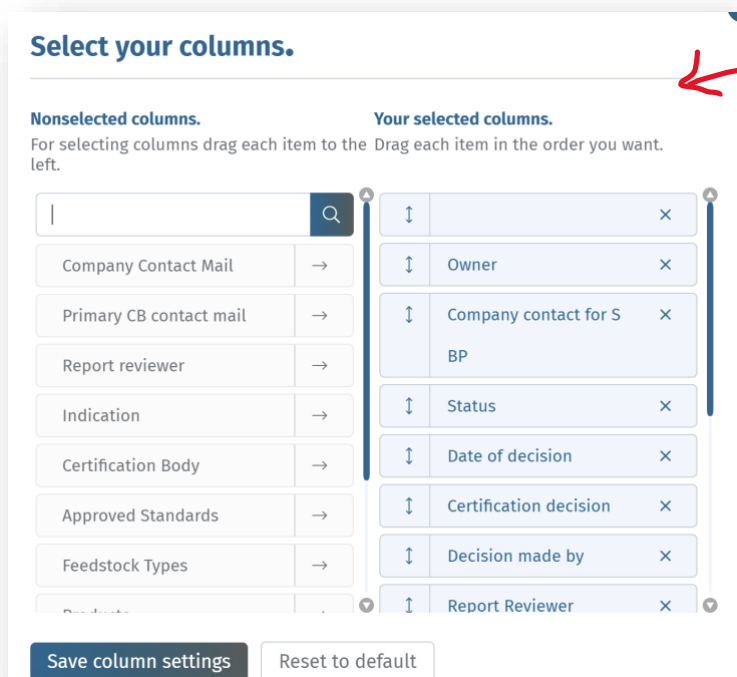 Select your columns.
Nonselected columns.
For selecting columns drag each item to the
left.
Company Contact Mail
Primary CB contact mail
Report reviewer
Indication
Certification Body
Approved Standards
Feedstock Types
Your selected columns.
Drag each item in the order you want.
Owner
Company contact for S
BP
Status
Date of decision
Certification decision
Decision made by
Report Reviewer
Save column settings
Reset to default